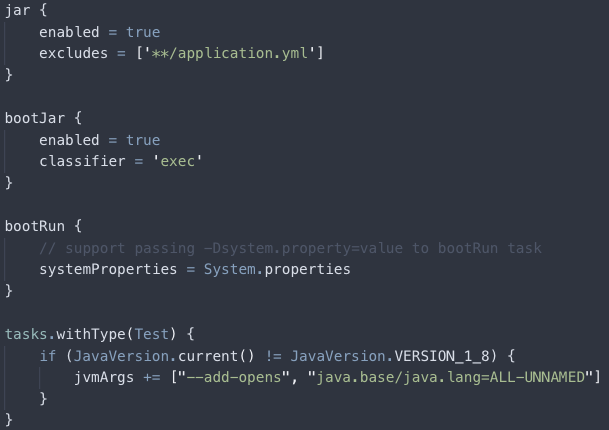 jar {
    enabled = true
    excludes = ['**/application.yml']
}

bootJar {
    enabled = true
    classifier = 'exec'
}

bootRun {
    // support passing -Dsystem.property=value to bootRun task
    systemProperties = System.properties
}

tasks.withType(Test) {
    if (JavaVersion.current() != JavaVersion.VERSION_1_8) {
        jvmArgs += ["--add-opens", "java.base/java.lang=ALL-UNNAMED"]
    }
}